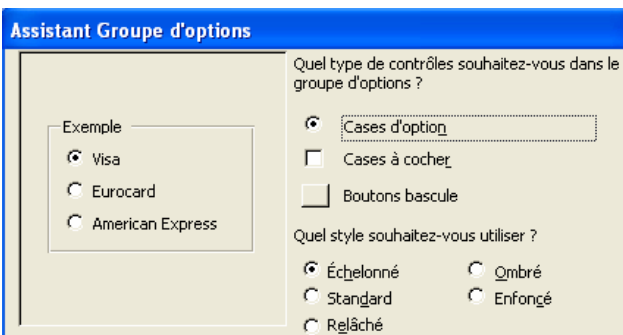 Assistant Groupe d'options
Quel type de contrôles souhaitez-vous dans le
groupe d'options ?
Exemple
Visa
Eurocard
American Express
Cases d'option
Cases à cocher
Boutons bascule
Quel style souhaitez-vous utiliser ?
Échelonné
Ombré
Standard
Enfoncé
Relâché